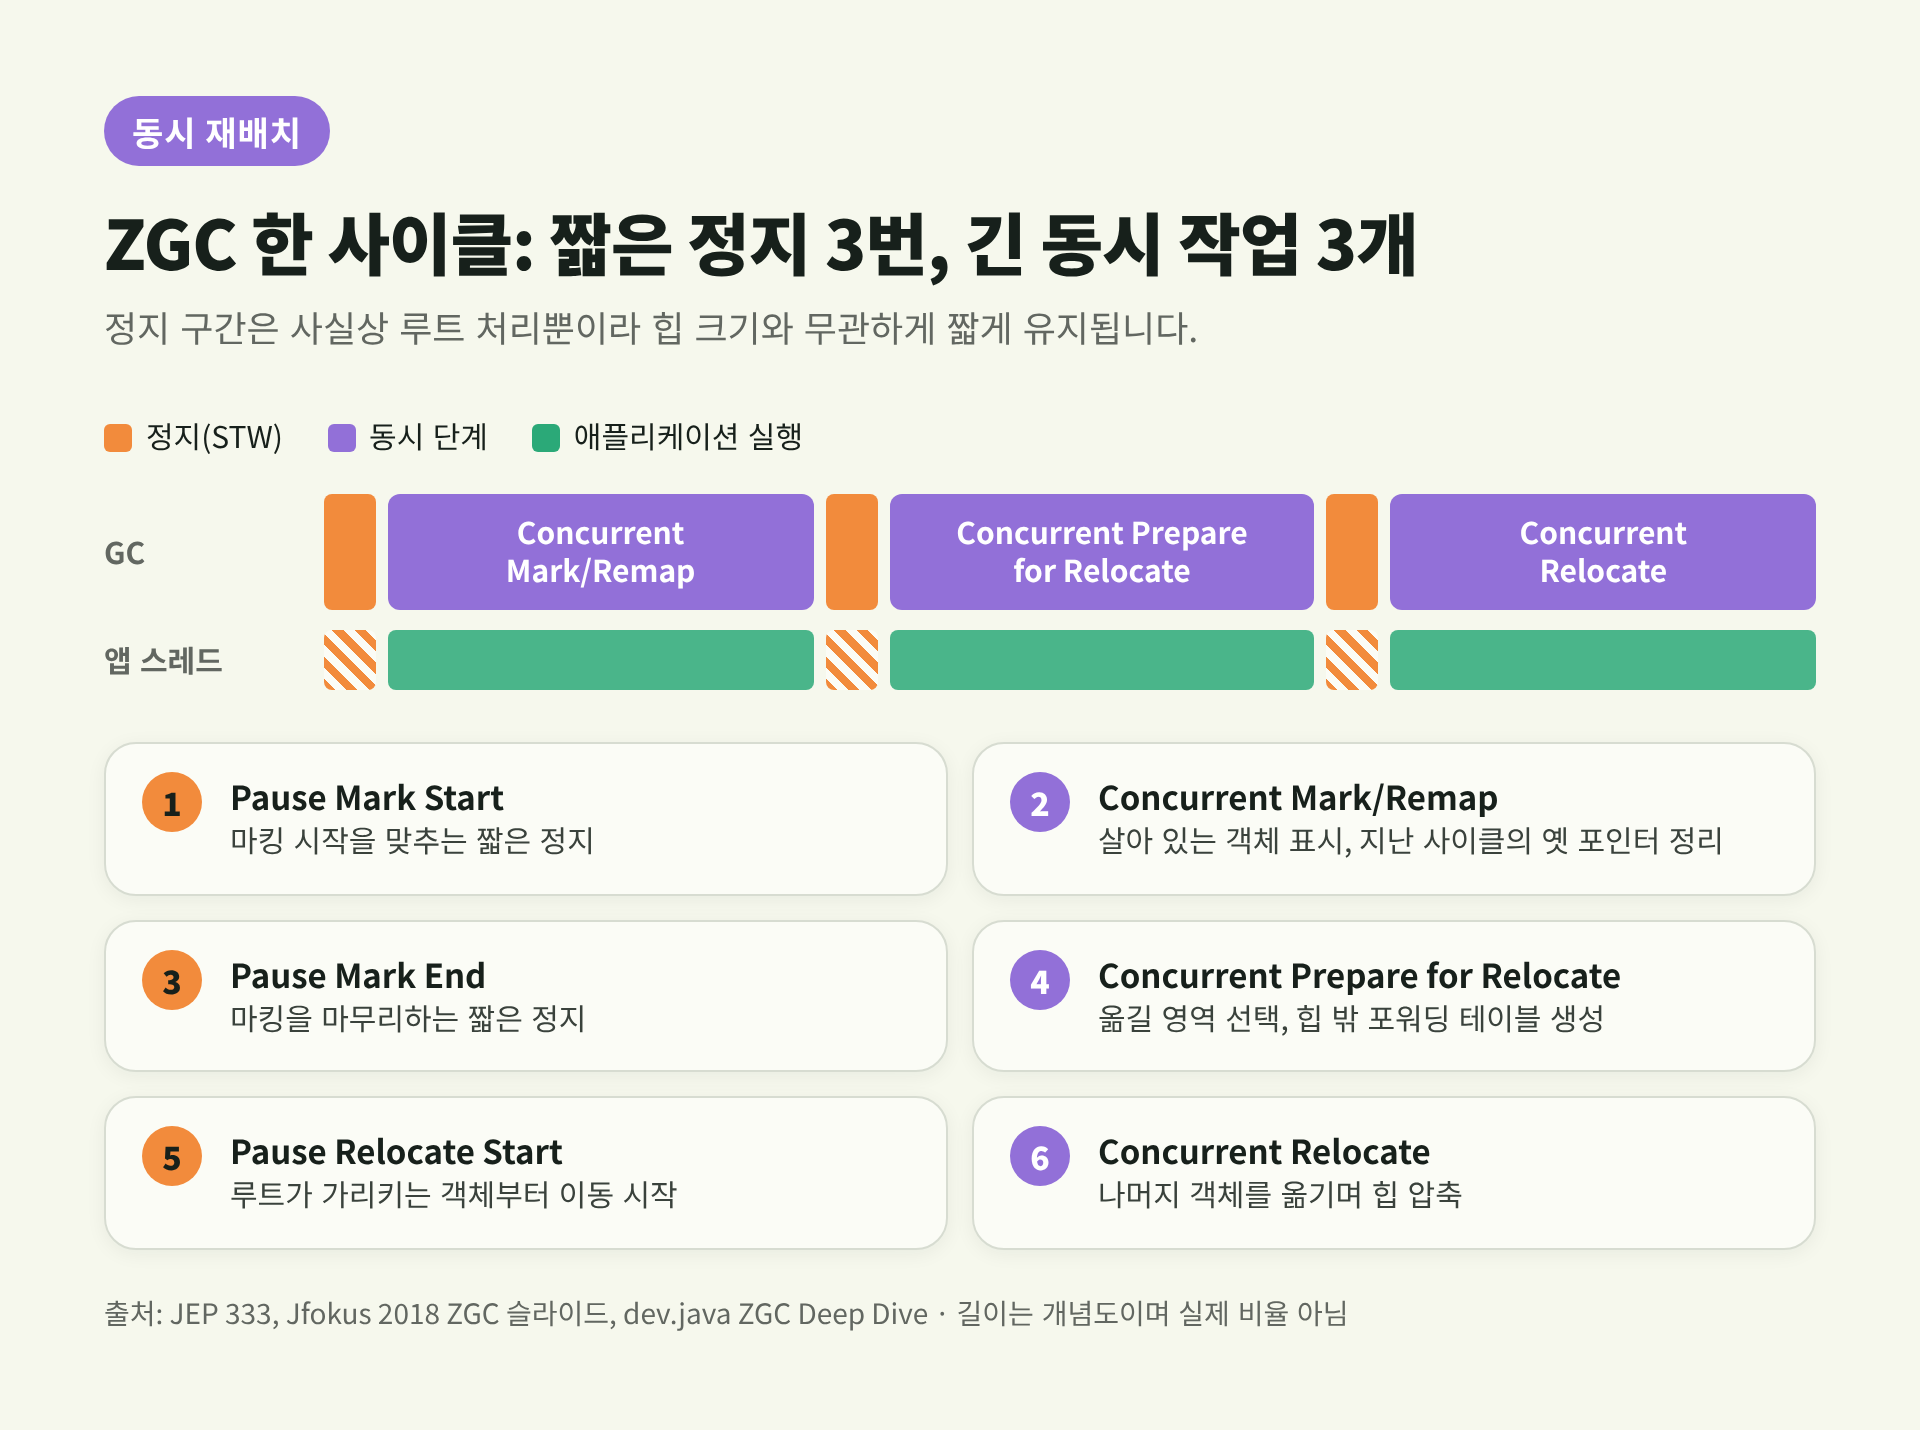 동시 재배치
ZGC 한 사이클: 짧은 정지 3번, 긴 동시 작업 3개
정지 구간은 사실상 루트 처리뿐이라 힙 크기와 무관하게 짧게 유지됩니다.
정지(STW)
동시 단계
애플리케이션 실행
GC
Concurrent
Mark/Remap
Concurrent Prepare
for Relocate
Concurrent
Relocate
앱 스레드
1
Pause Mark Start
마킹 시작을 맞추는 짧은 정지
2
Concurrent Mark/Remap
살아 있는 객체 표시, 지난 사이클의 옛 포인터 정리
3
Pause Mark End
마킹을 마무리하는 짧은 정지
4
Concurrent Prepare for Relocate
옮길 영역 선택, 힙 밖 포워딩 테이블 생성
5
Pause Relocate Start
루트가 가리키는 객체부터 이동 시작
6
Concurrent Relocate
나머지 객체를 옮기며 힙 압축
출처: JEP 333, Jfokus 2018 ZGC 슬라이드, dev.java ZGC Deep Dive · 길이는 개념도이며 실제 비율 아님